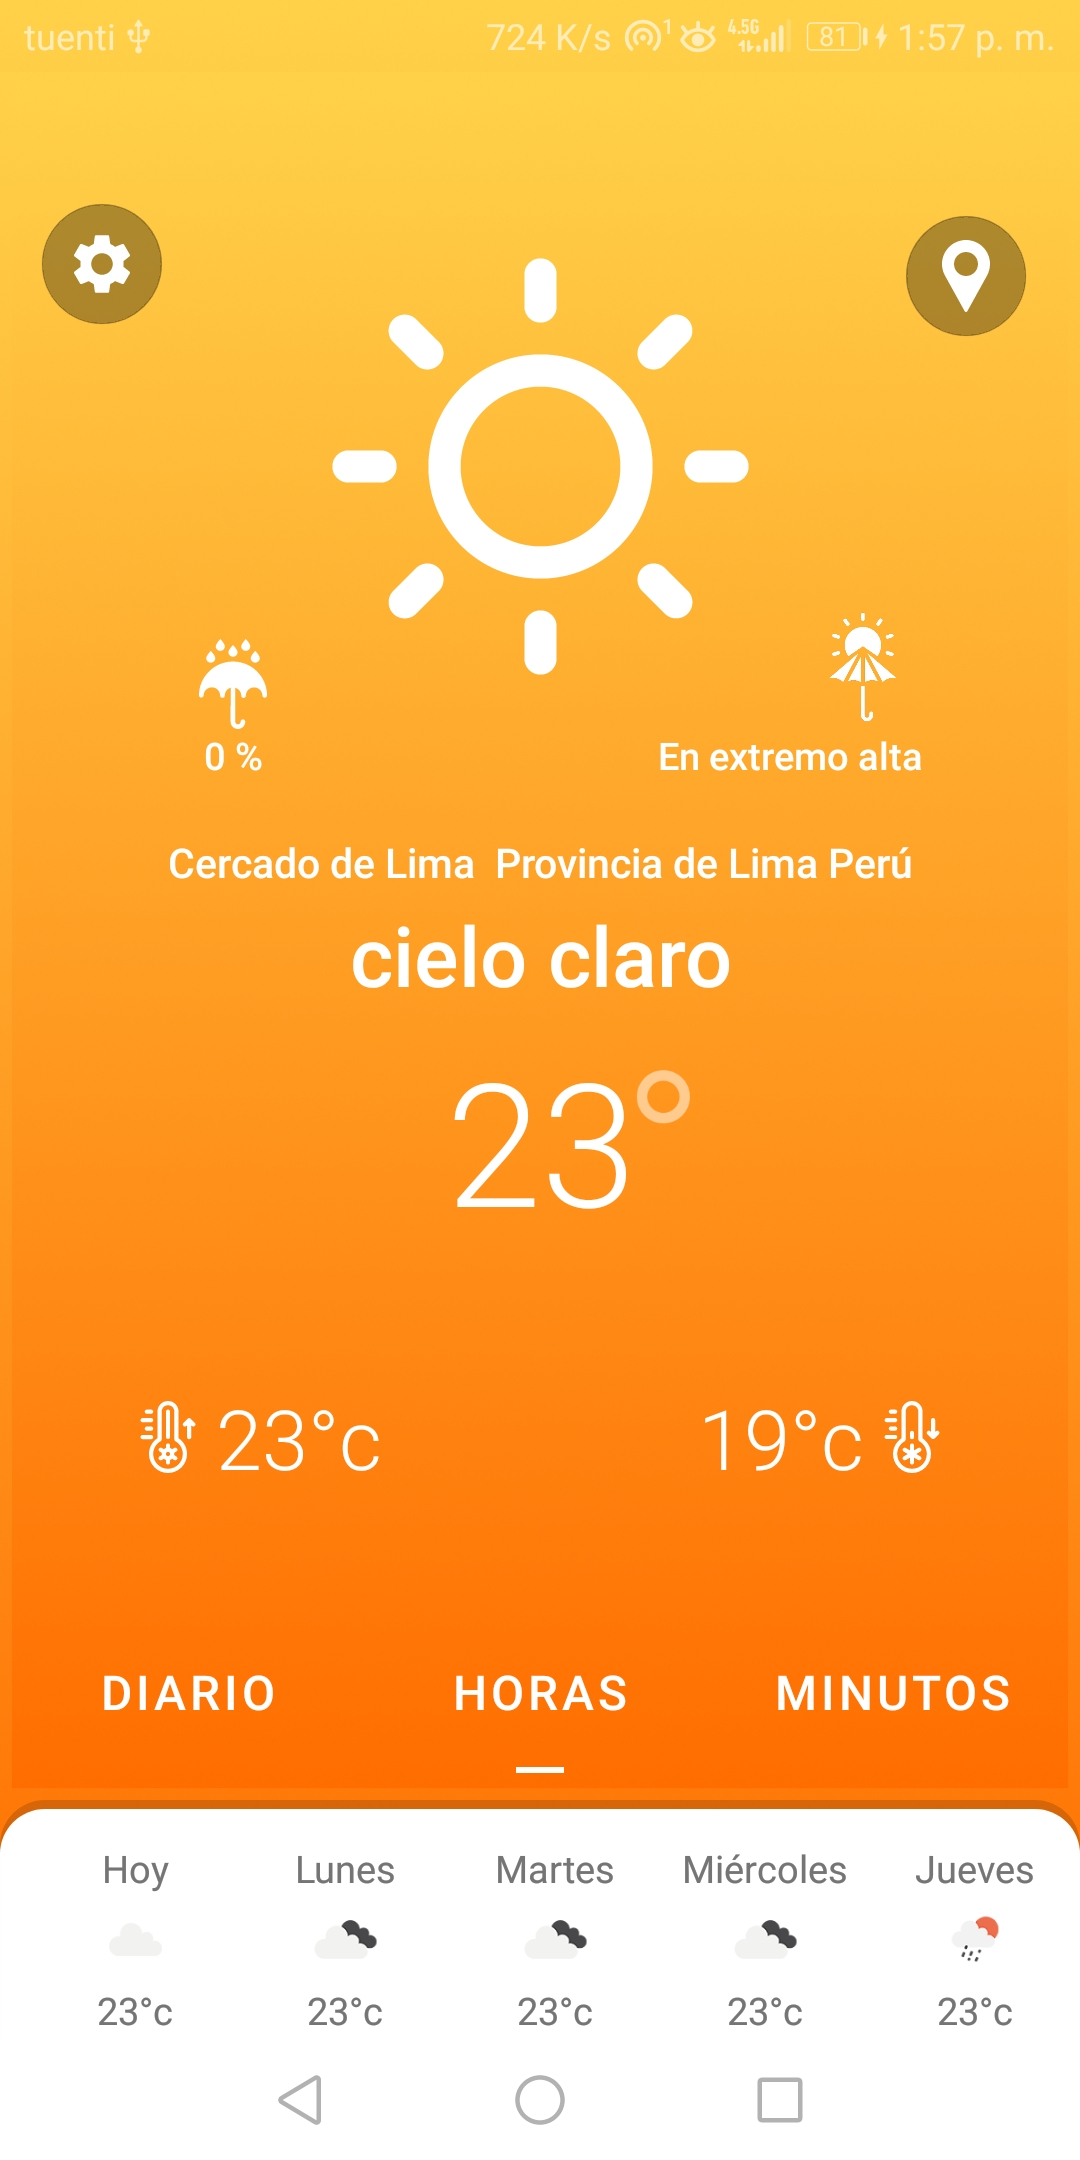 tuenti 724 K/s 1 4.5G 81 1:57 p. m.
0 % En extremo alta
Cercado de Lima Provincia de Lima Perú
cielo claro
23°
23°c 19°c
DIARIO HORAS MINUTOS
Hoy Lunes Martes Miércoles Jueves
23°c 23°c 23°c 23°c 23°c